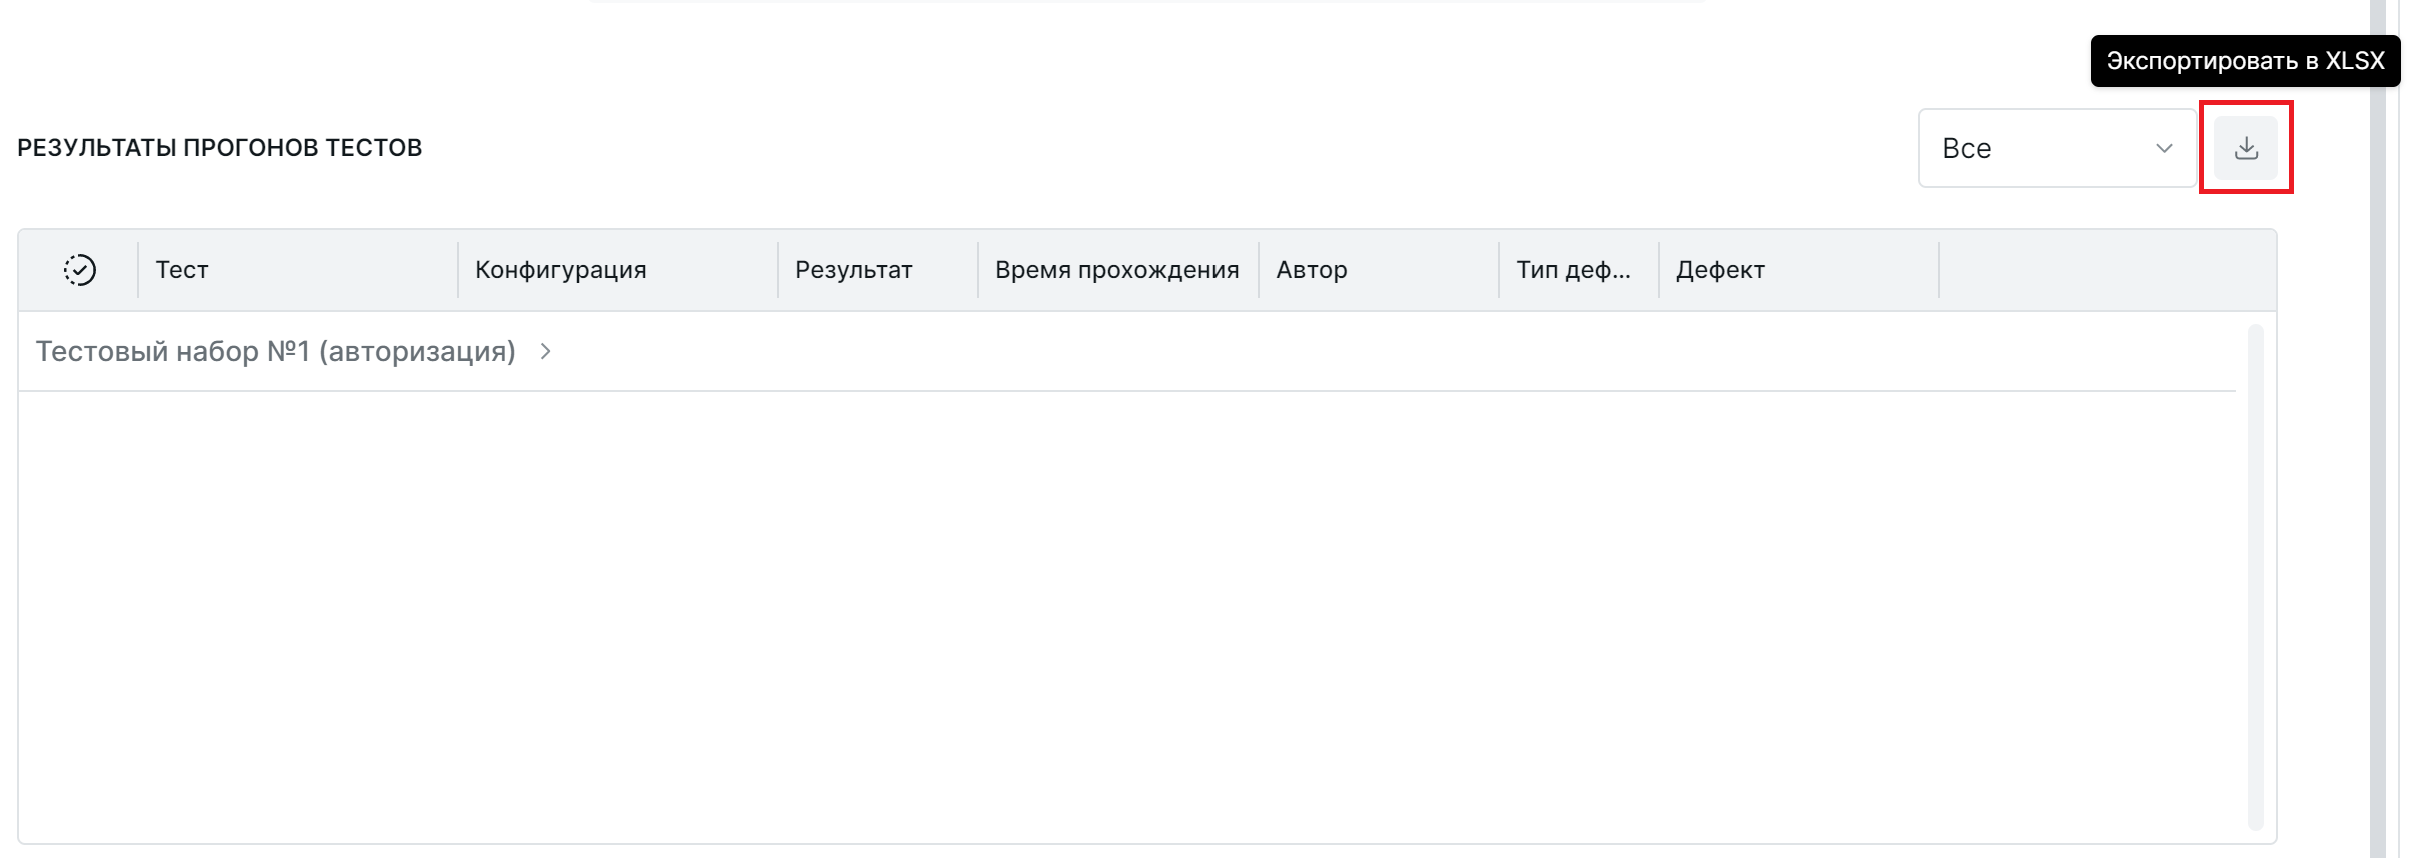 Экспортировать в XLSX
РЕЗУЛЬТАТЫ ПРОГОНОВ ТЕСТОВ
Все
Тест Конфигурация Результат Время прохождения Автор Тип деф... Дефект
Тестовый набор №1 (авторизация)